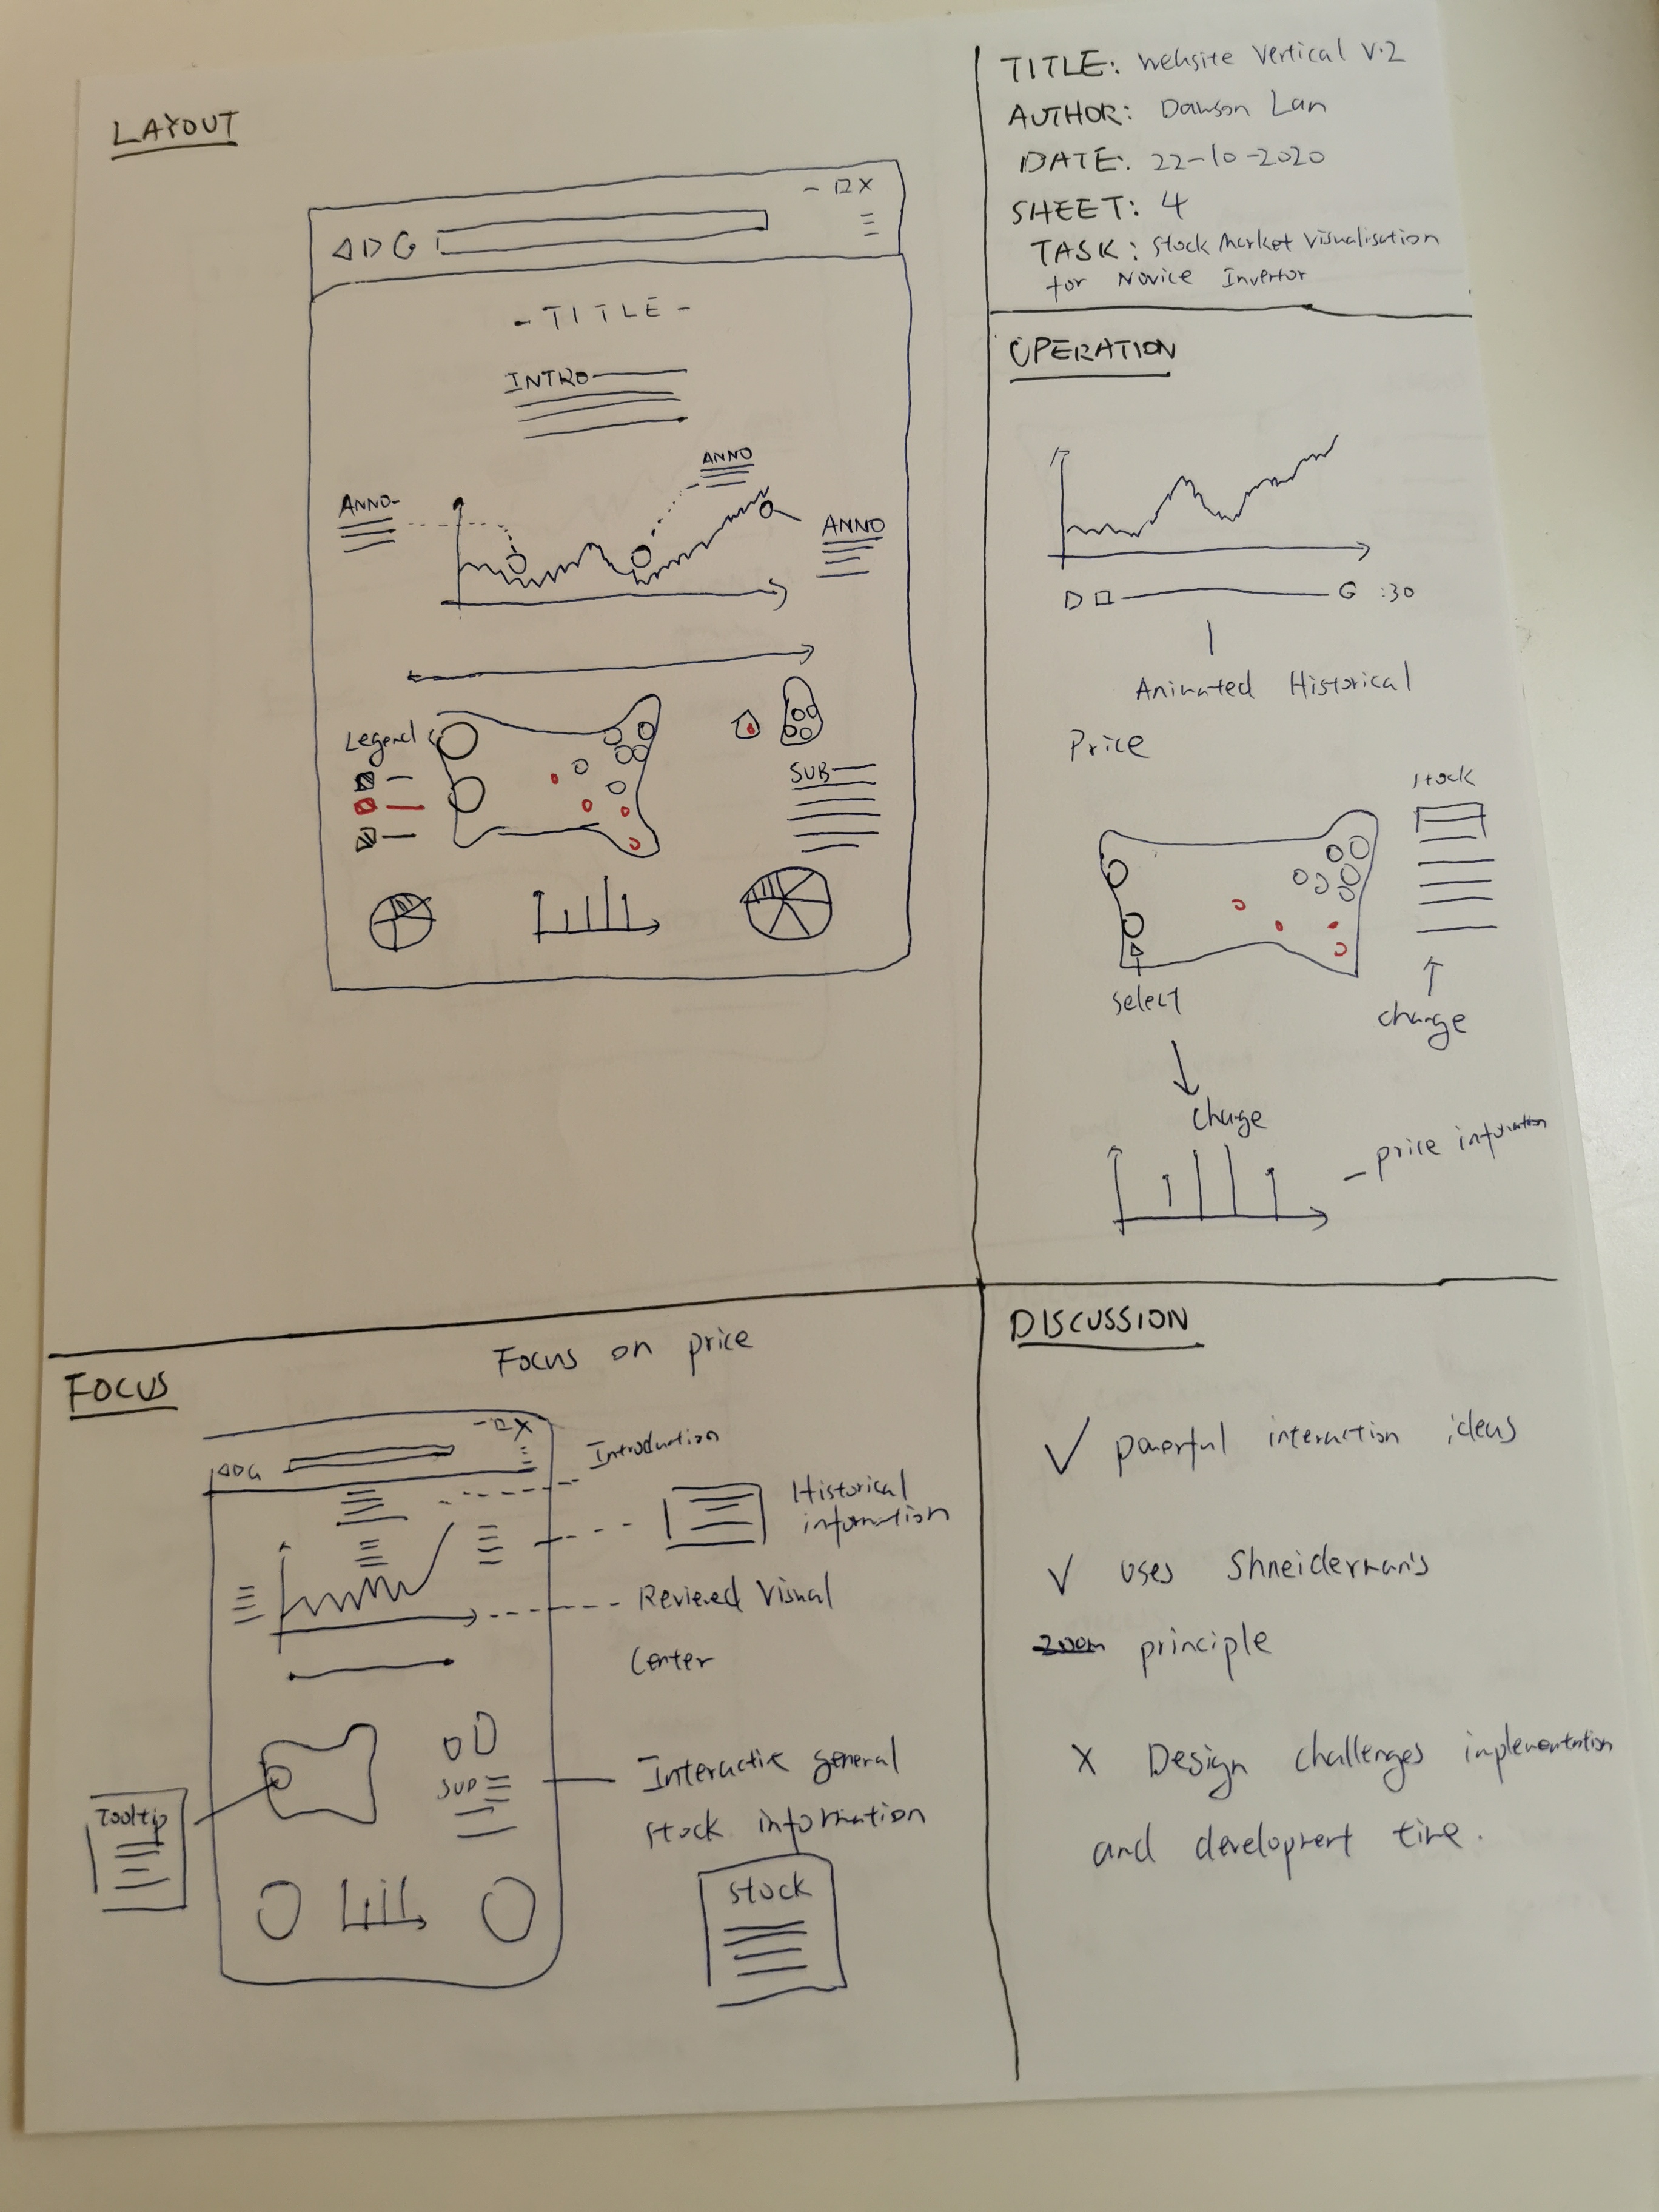 LAYOUT
- TITLE -
INTRO
ANNO
ANNO
ANNO
Legend
SUB
TITLE: Website Vertical V.2
AUTHOR: Dawson Lan
DATE: 22-10-2020
SHEET: 4
TASK: Stock Market Visualisation
for Novice Invertor
OPERATION
G :30
Animated Historical
Price
Stock
select
change
change
- price information
FOCUS
Focus on price
Introduction
Historical
information
Reviewed Visual
Center
Tooltip
Interactive general
stock information
stock
DISCUSSION
✓ powerful interaction ideas
✓ uses Shneiderman's
zoom principle
X Design challenges implementation
and development time.